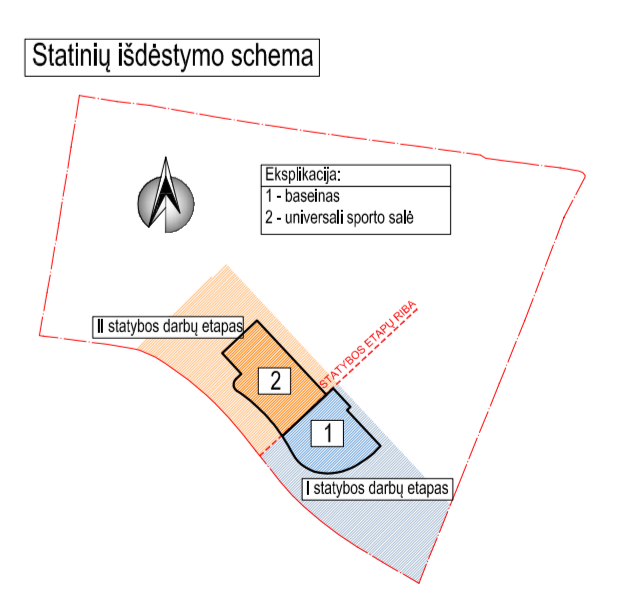 Statinių išdėstymo schema
Eksplikacija:
1 - baseinas
2 - universali sporto salė
II statybos darbų etapas
STATYBOS ETAPŲ RIBA
2
1
I statybos darbų etapas